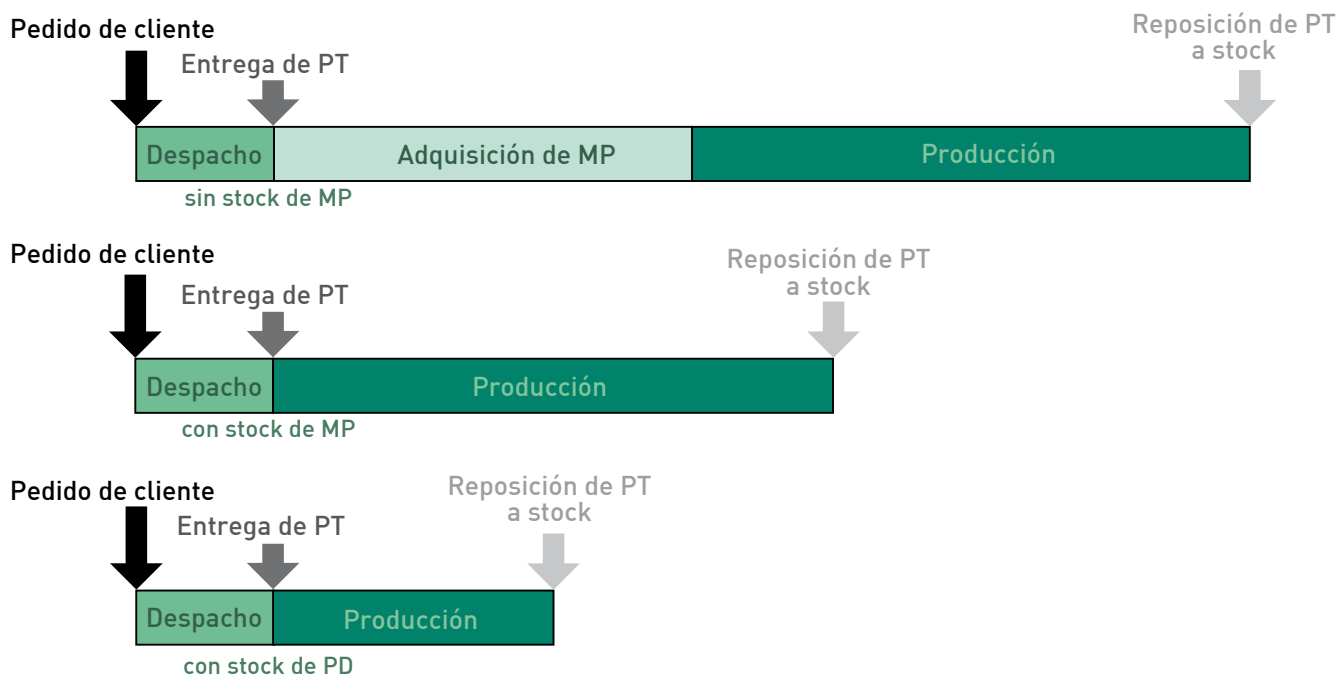 Pedido de cliente
Entrega de PT
Reposición de PT
a stock
Despacho
Adquisición de MP
Producción
sin stock de MP
Pedido de cliente
Entrega de PT
Reposición de PT
a stock
Despacho
Producción
con stock de MP
Pedido de cliente
Entrega de PT
Reposición de PT
a stock
Despacho
Producción
con stock de PD